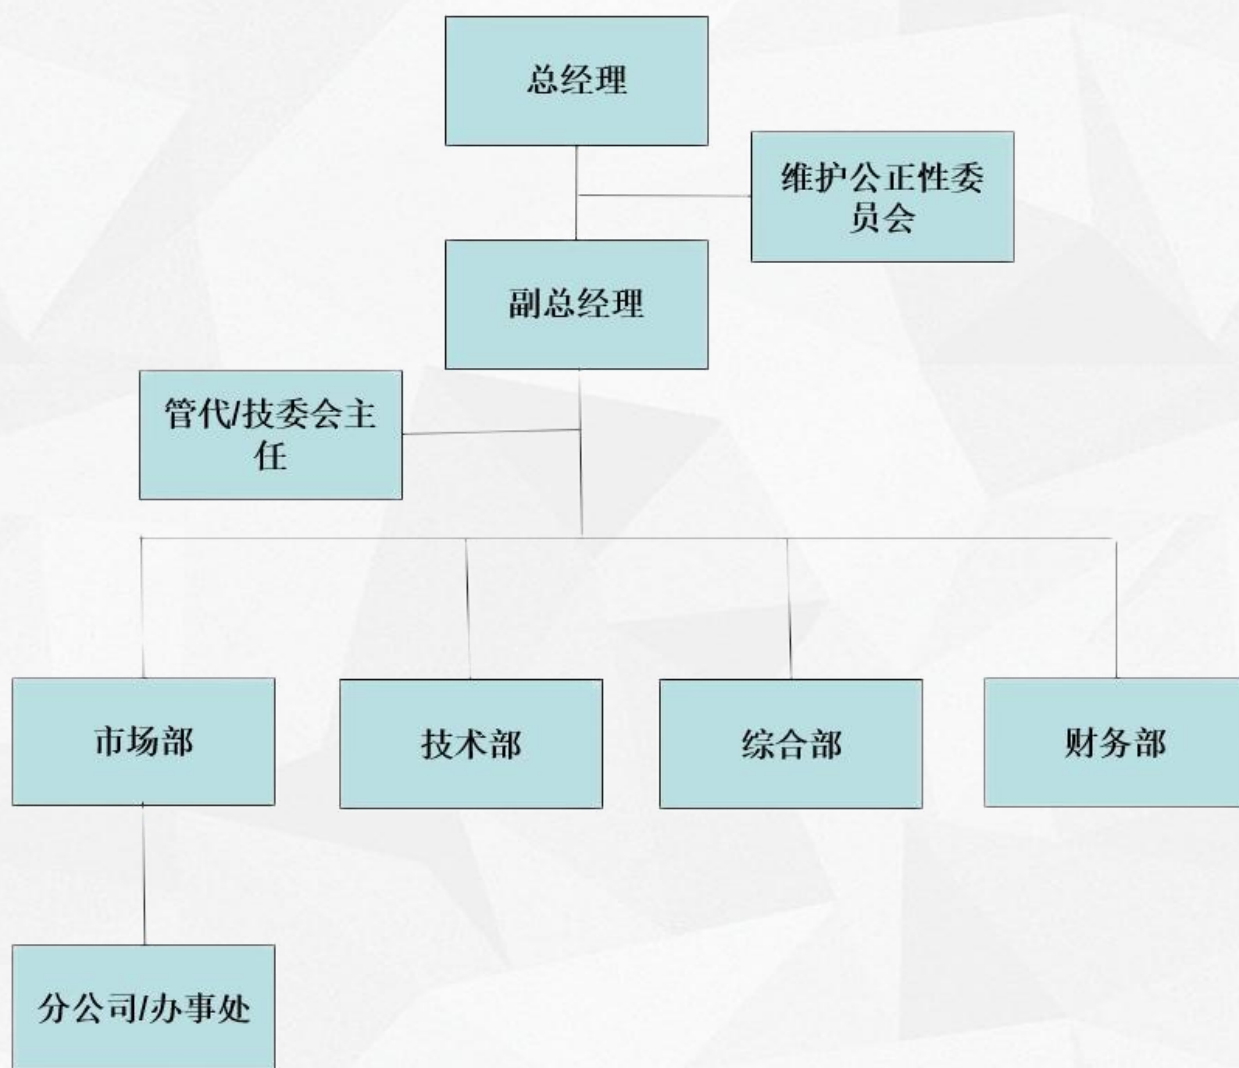 总经理
维护公正性委
员会
副总经理
管代/技委会主
任
市场部
技术部
综合部
财务部
分公司/办事处